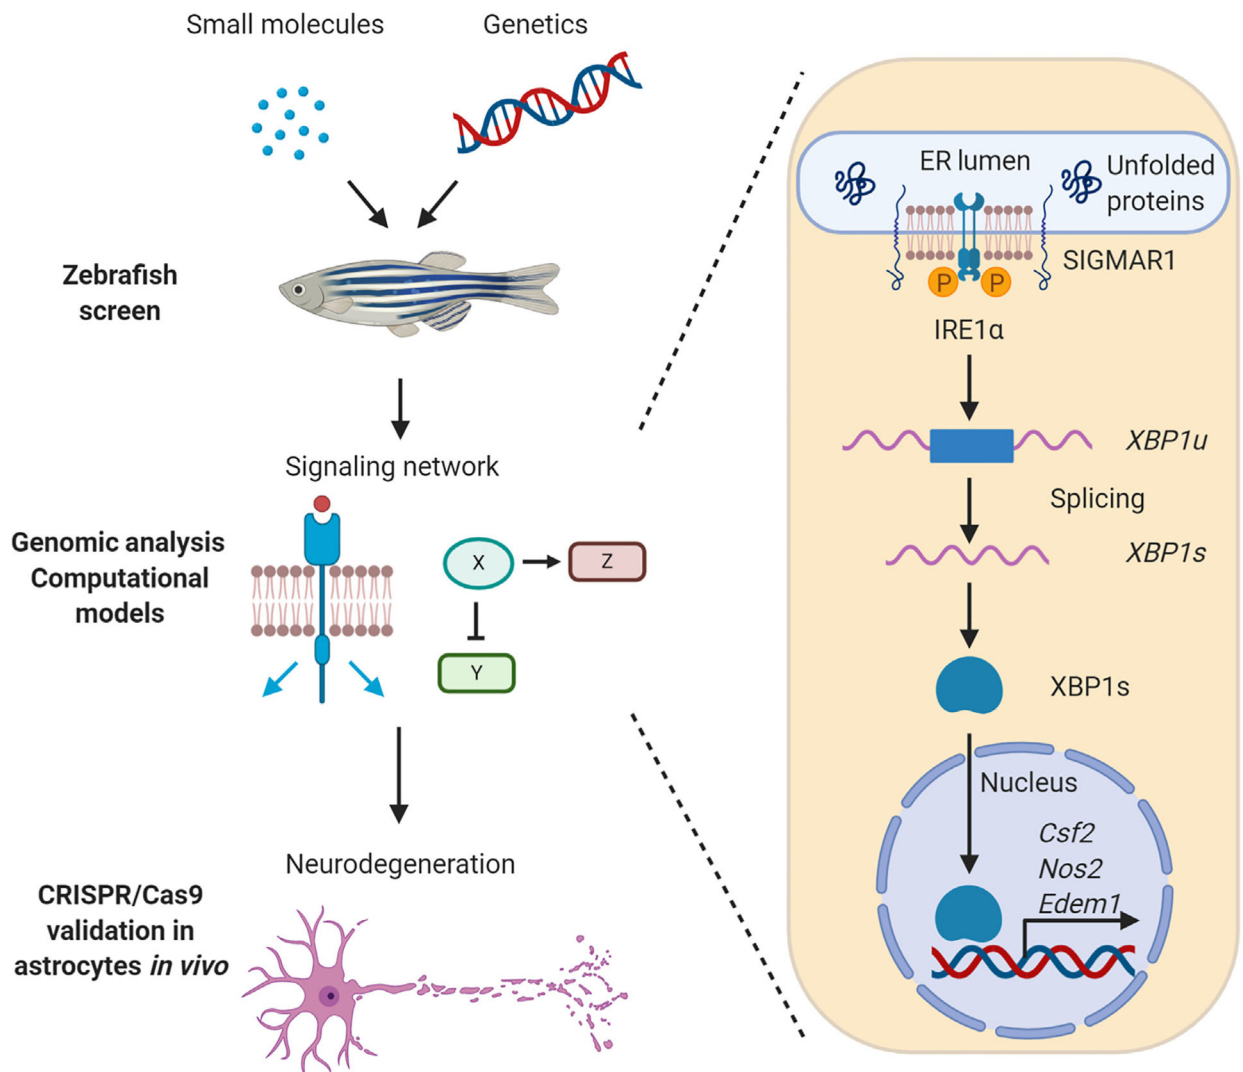 Small molecules
Genetics
Zebrafish
screen
Signaling network
Genomic analysis
Computational
models
X
Z
Y
Neurodegeneration
CRISPR/Cas9
validation in
astrocytes in vivo
ER lumen
Unfolded
proteins
SIGMAR1
P
P
IRE1α
XBP1u
Splicing
XBP1s
XBP1s
Nucleus
Csf2
Nos2
Edem1